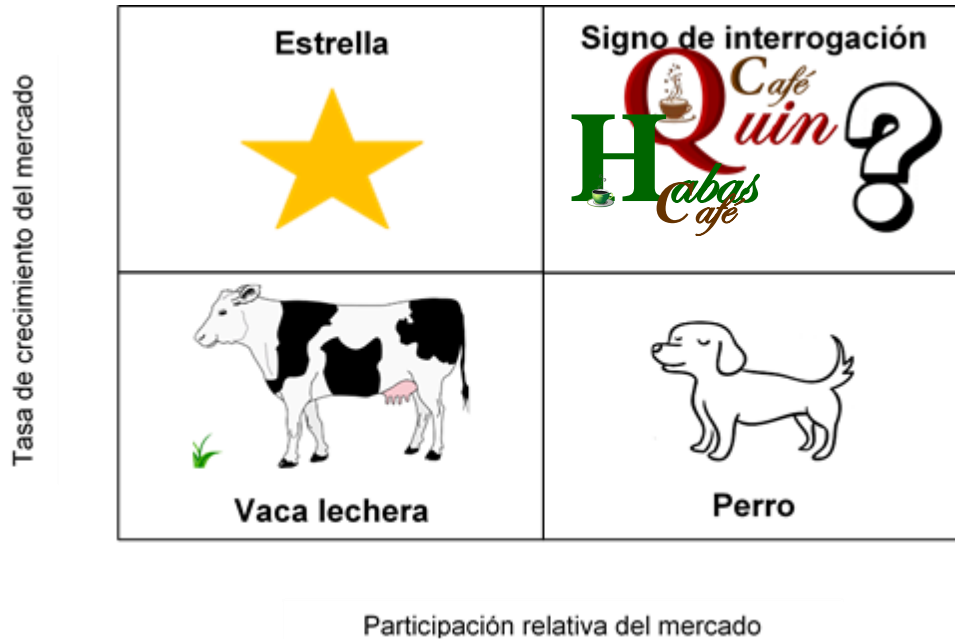 Tasa de crecimiento del mercado
Estrella
Signo de interrogación
Café
Quin
Habas
Café
?
Vaca lechera
Perro
Participación relativa del mercado